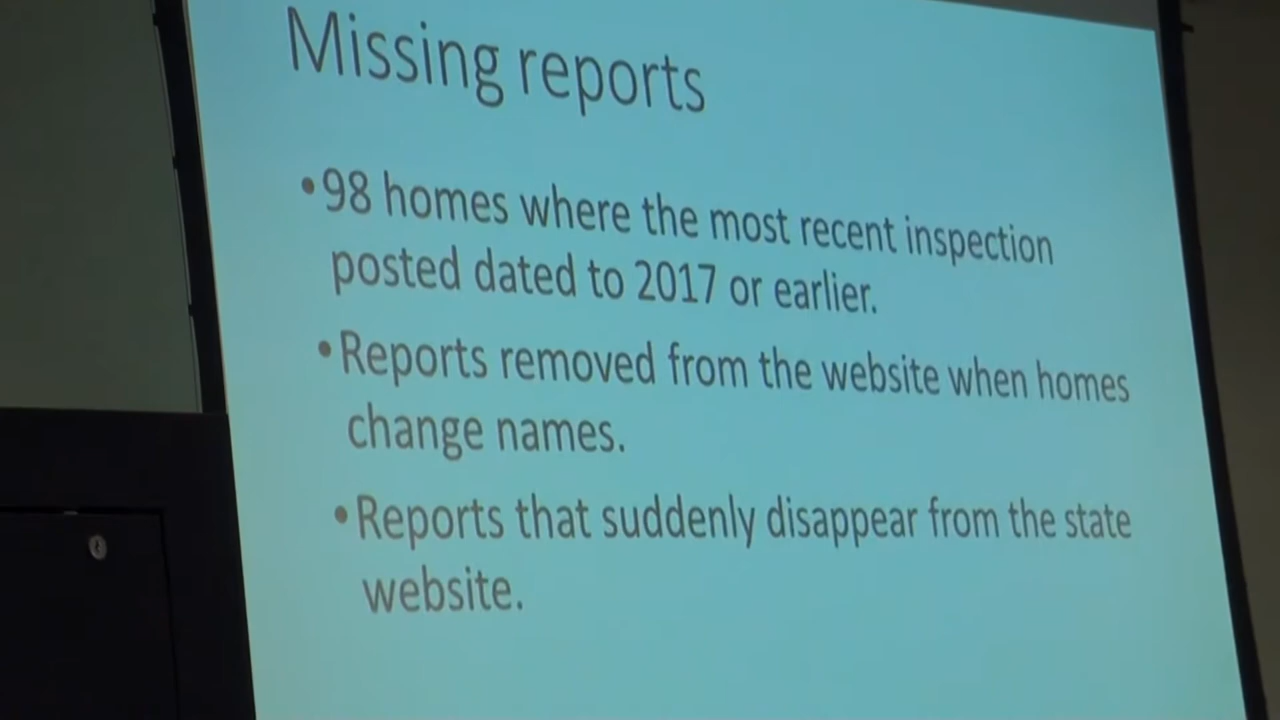 Missing reports
•98 homes where the most recent inspection
posted dated to 2017 or earlier.
•Reports removed from the website when homes
change names.
•Reports that suddenly disappear from the state
website.